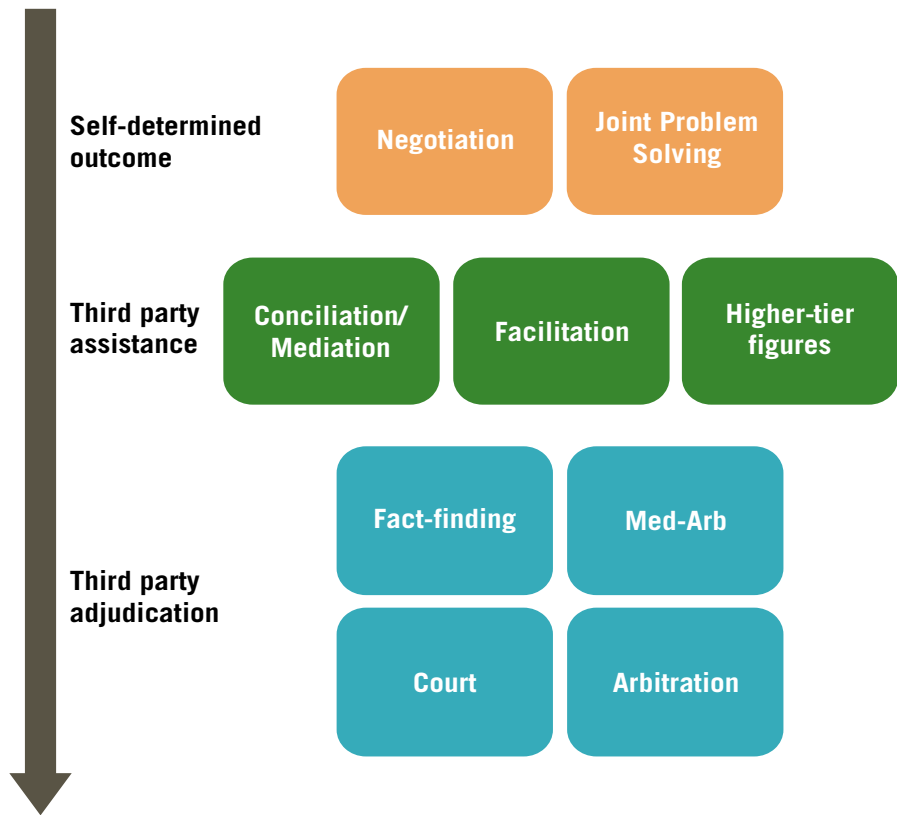 Self-determined
outcome
Negotiation
Joint Problem
Solving
Third party
assistance
Conciliation/
Mediation
Facilitation
Higher-tier
figures
Third party
adjudication
Fact-finding
Med-Arb
Court
Arbitration